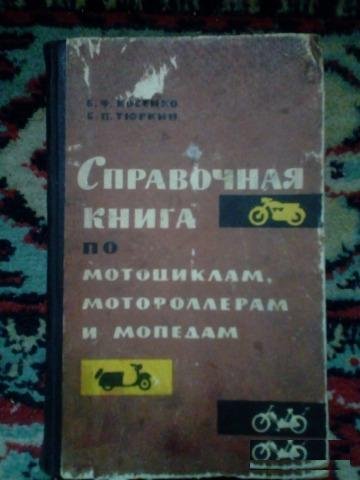 Б. Ф. КОСЕНКО
Б. П. ТЮРКИН
СПРАВОЧНАЯ
КНИГА
ПО
МОТОЦИКЛАМ,
МОТОРОЛЛЕРАМ
И МОПЕДАМ